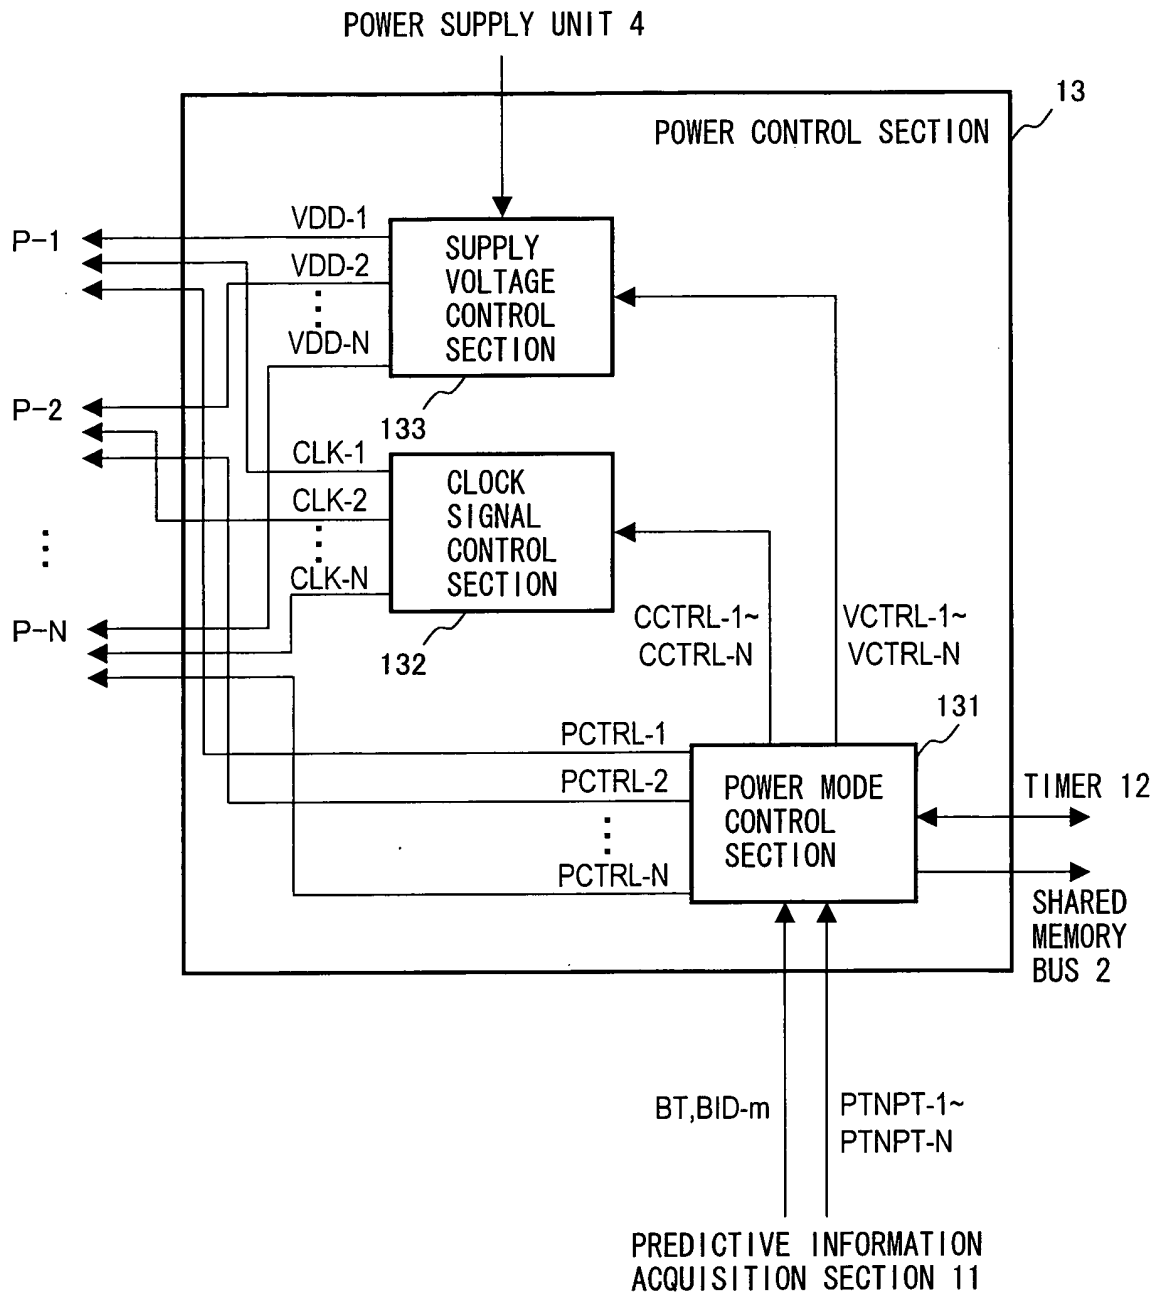 POWER SUPPLY UNIT 4
13
POWER CONTROL SECTION
P-1
VDD-1
VDD-2
VDD-N
SUPPLY
VOLTAGE
CONTROL
SECTION
133
P-2
CLK-1
CLK-2
CLK-N
CLOCK
SIGNAL
CONTROL
SECTION
132
P-N
CCTRL-1~
CCTRL-N
VCTRL-1~
VCTRL-N
131
PCTRL-1
PCTRL-2
PCTRL-N
POWER MODE
CONTROL
SECTION
TIMER 12
SHARED
MEMORY
BUS 2
BT,BID-m
PTNPT-1~
PTNPT-N
PREDICTIVE INFORMATION
ACQUISITION SECTION 11